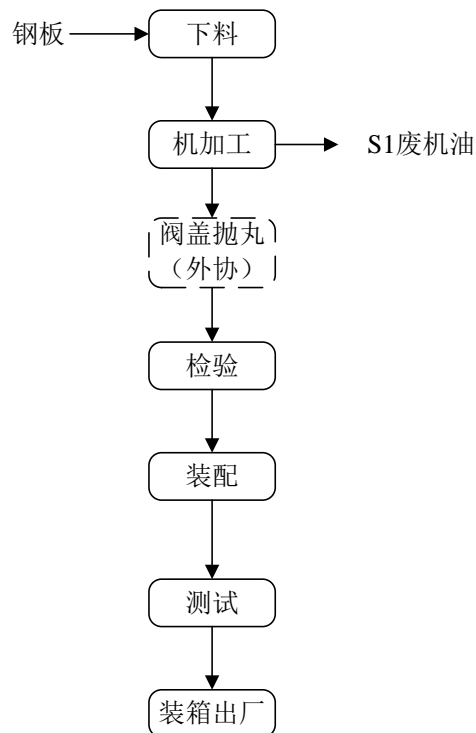 钢板
下料
机加工
S1废机油
阀盖抛丸
（外协）
检验
装配
测试
装箱出厂